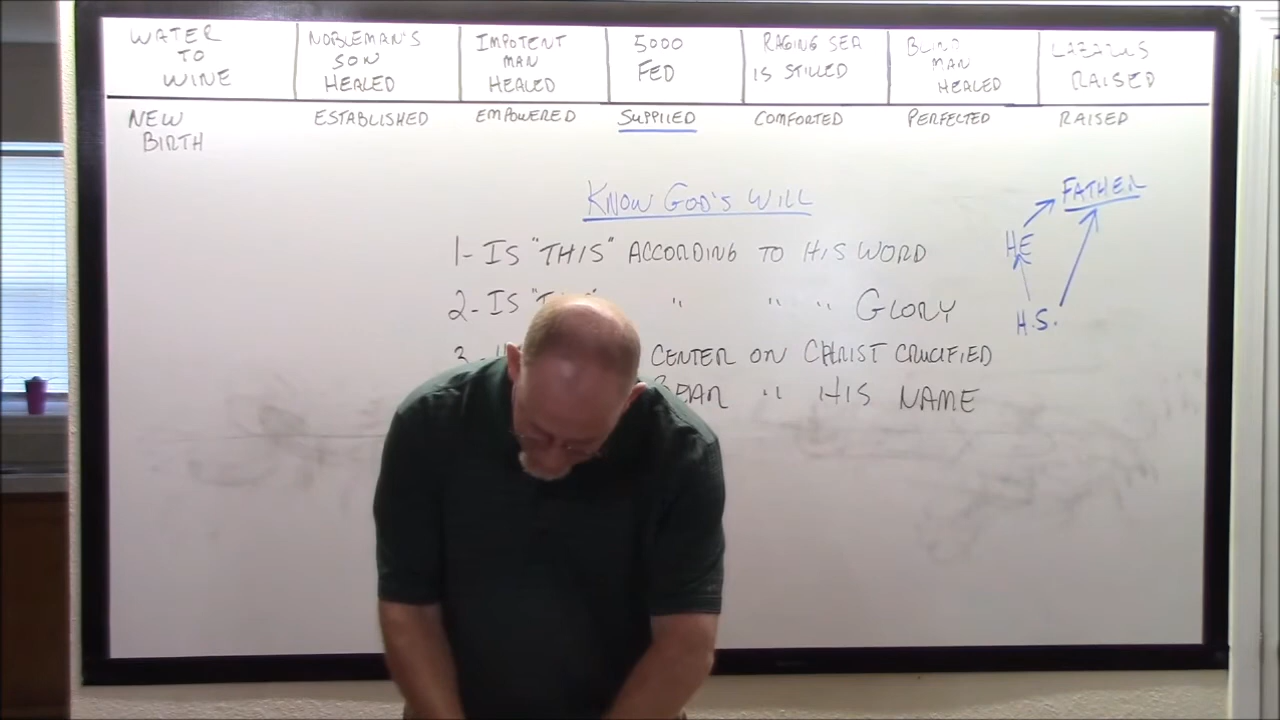 WATER
TO
WINE
NOBLEMAN'S
SON
HEALED
IMPOTENT
MAN
HEALED
5000
FED
RAGING SEA
IS STILLED
BLIND
MAN
HEALED
LAZARUS
RAISED
NEW
BIRTH
ESTABLISHED
EMPOWERED
SUPPLIED
COMFORTED
PERFECTED
RAISED
KNOW GOD'S WILL
1- IS "THIS" ACCORDING TO HIS WORD
2- IS " " " " GLORY
3- CENTER ON CHRIST CRUCIFIED
BEAR " HIS NAME
FATHER
HE
H.S.